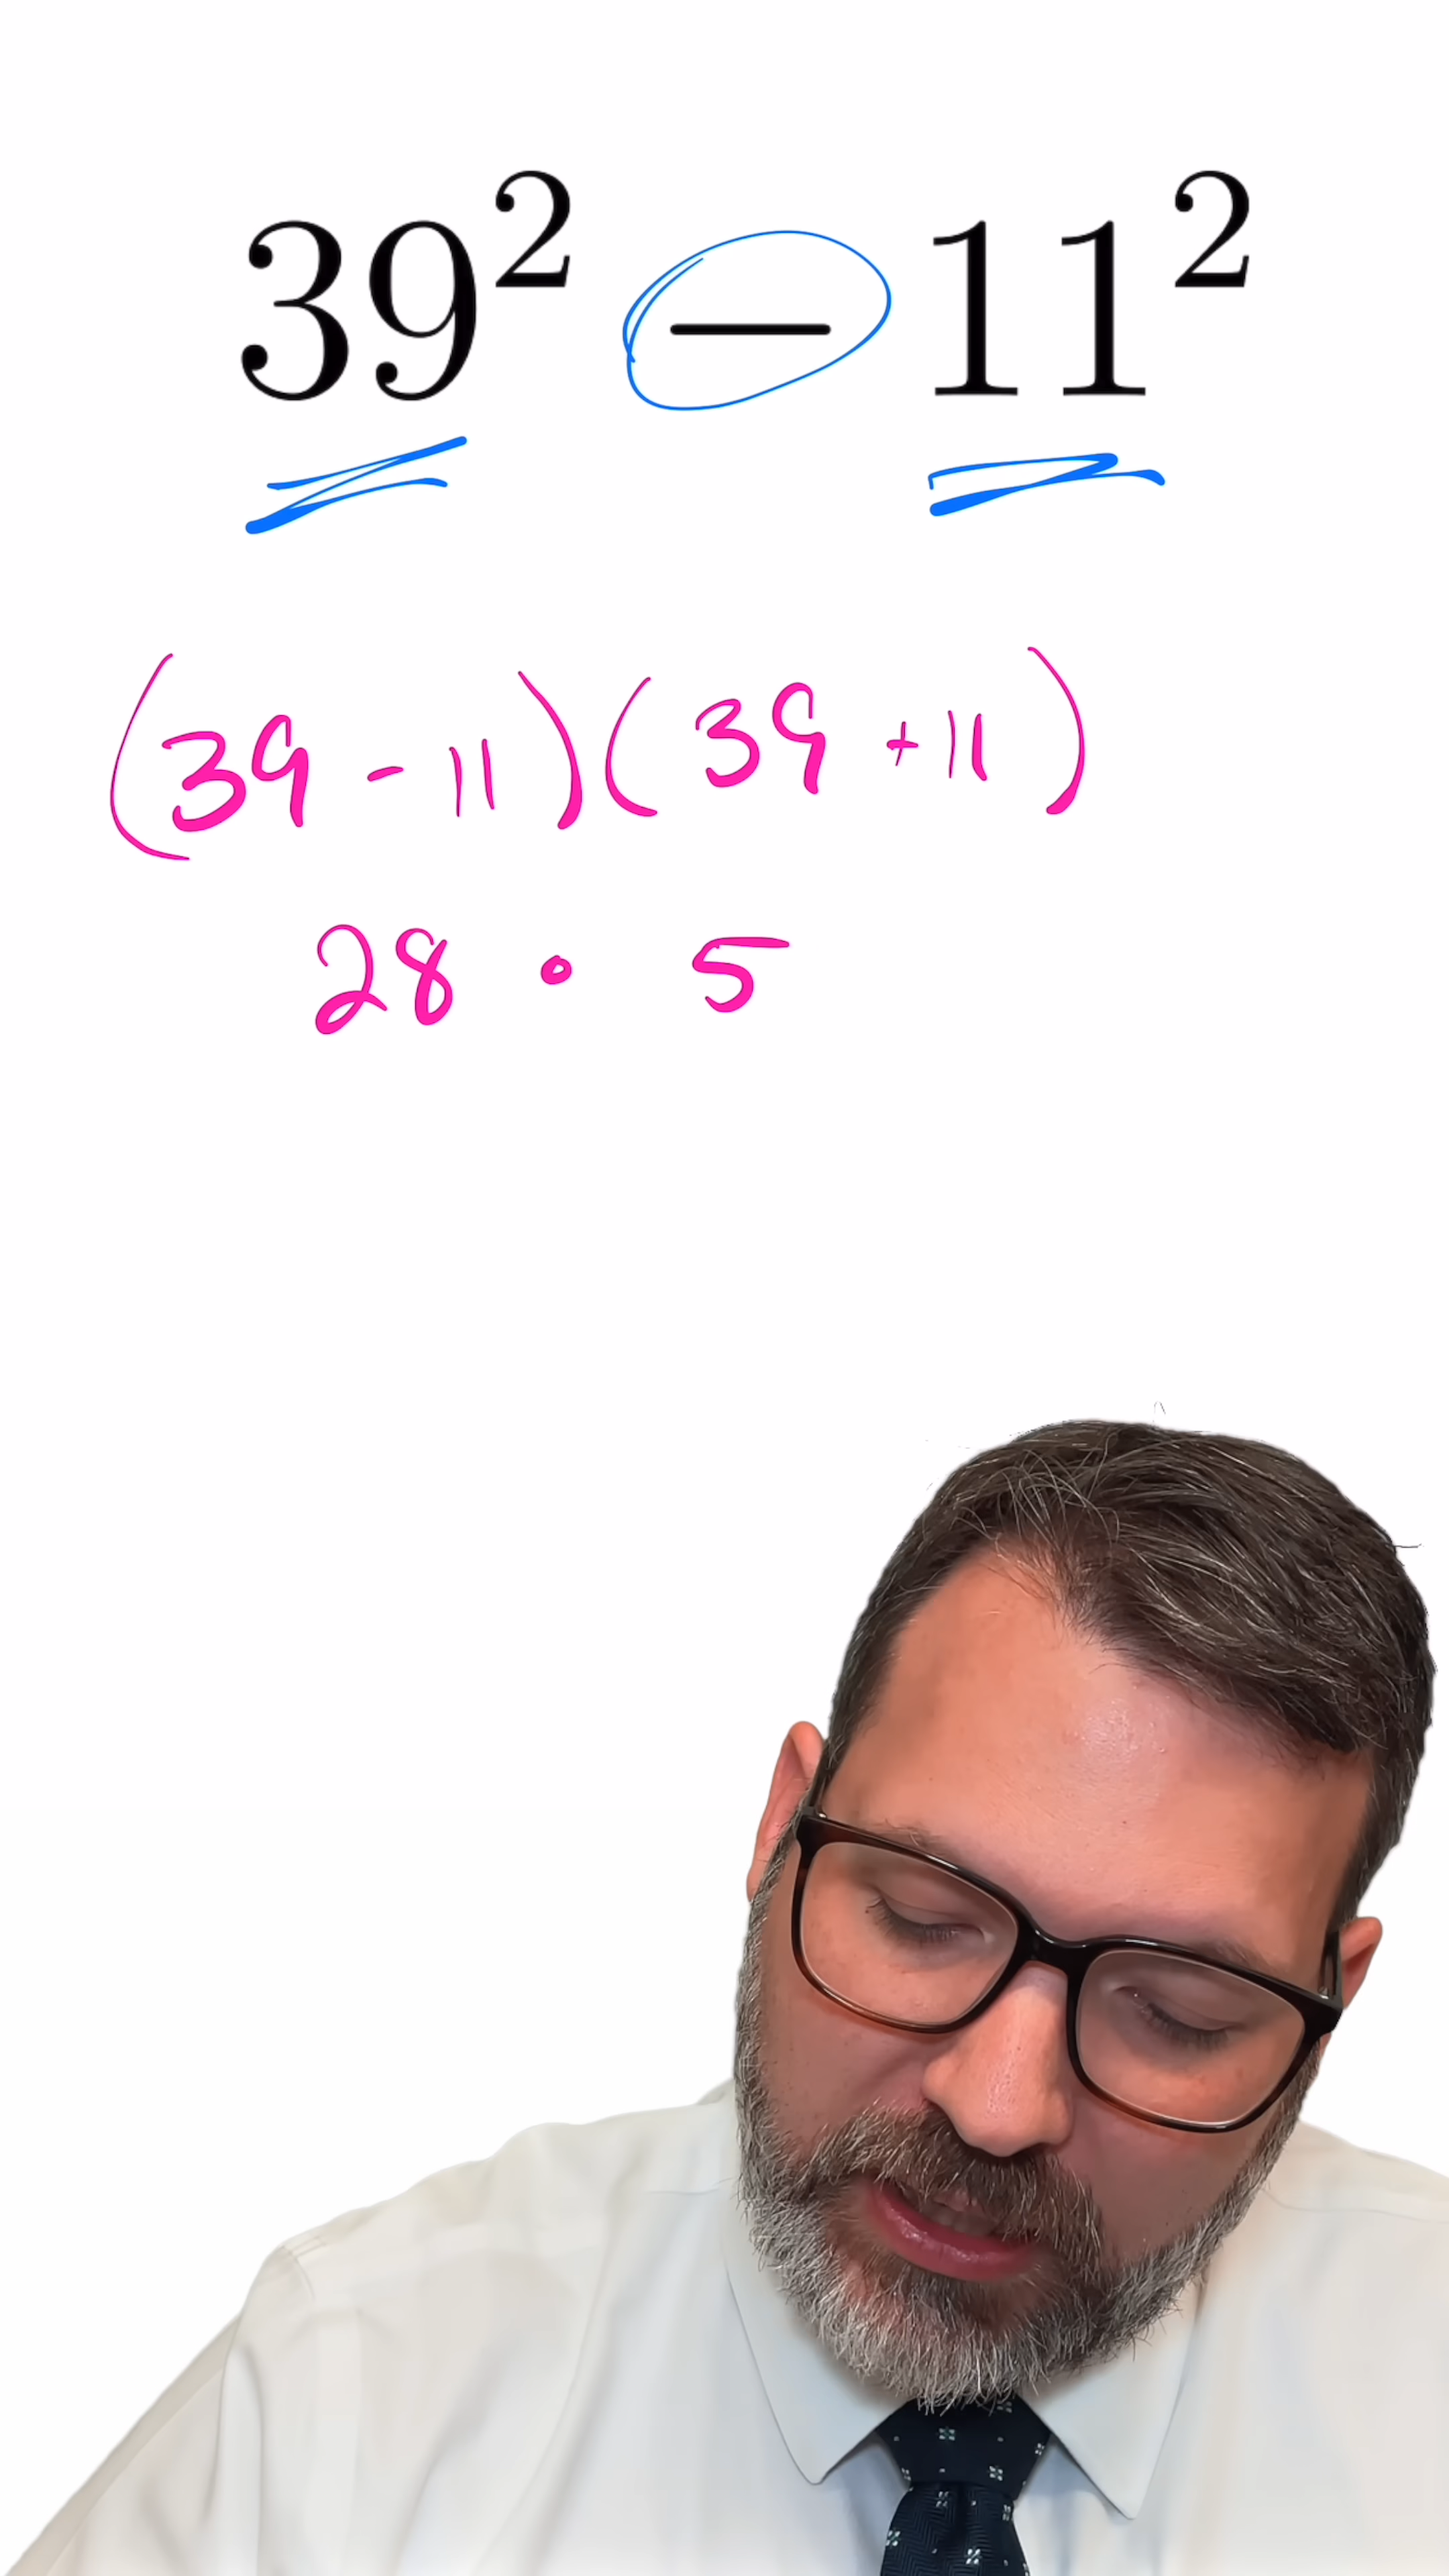 39² − 11²
(39 - 11)(39 + 11)
28 • 5